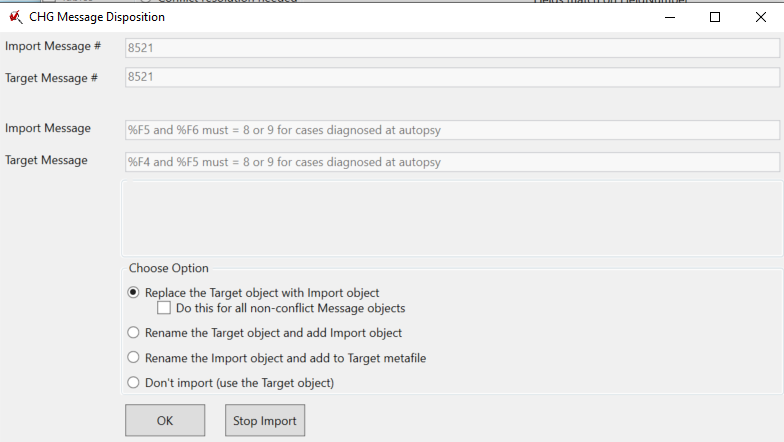 CHG Message Disposition
Import Message # 8521
Target Message # 8521
Import Message %F5 and %F6 must = 8 or 9 for cases diagnosed at autopsy
Target Message %F4 and %F5 must = 8 or 9 for cases diagnosed at autopsy
Choose Option
Replace the Target object with Import object
Do this for all non-conflict Message objects
Rename the Target object and add Import object
Rename the Import object and add to Target metafile
Don't import (use the Target object)
OK Stop Import